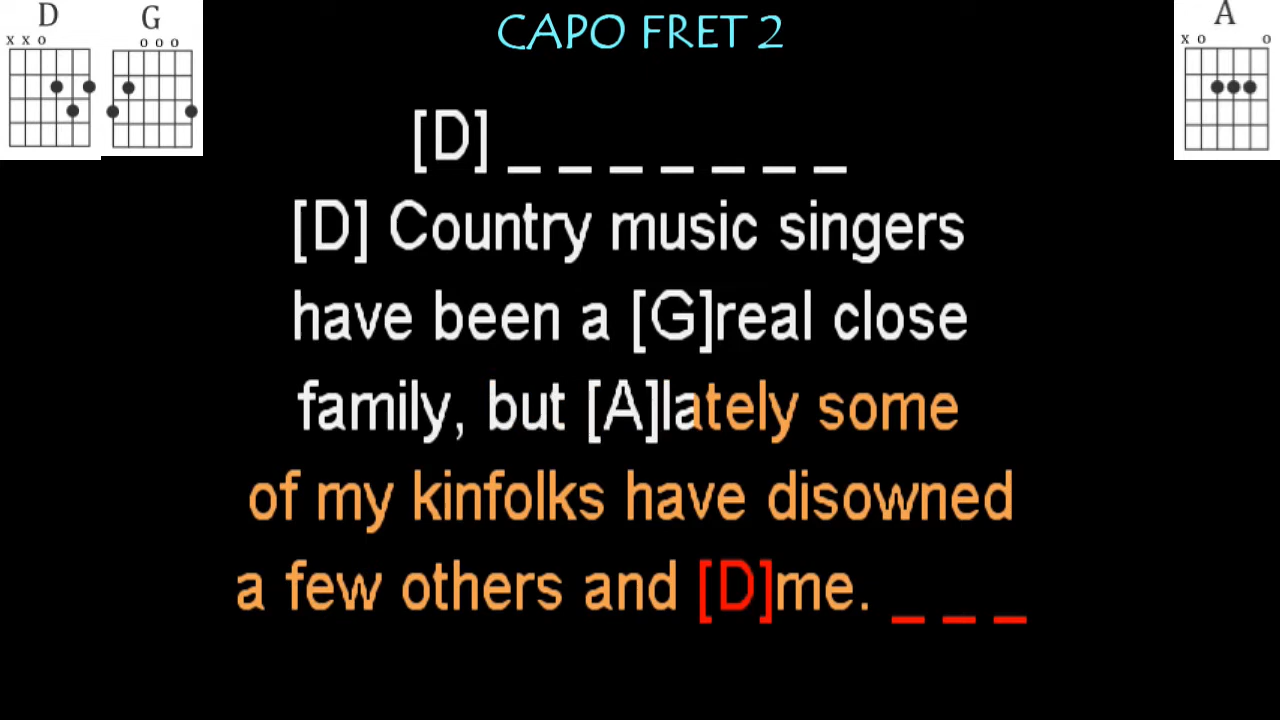 D G CAPO FRET 2 A
x x o o o o x o o
[D] _ _ _ _ _ _ _
[D] Country music singers
have been a [G]real close
family, but [A]lately some
of my kinfolks have disowned
a few others and [D]me. _ _ _